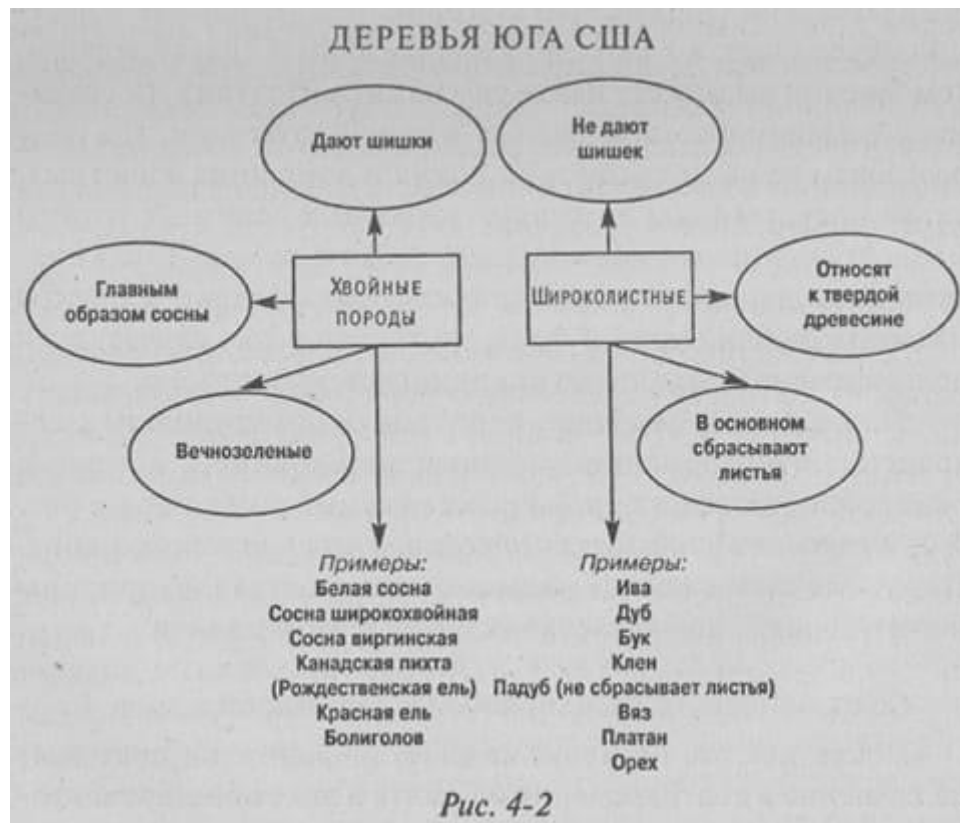 ДЕРЕВЬЯ ЮГА США
Дают шишки
Не дают
шишек
Главным
образом сосны
ХВОЙНЫЕ
ПОРОДЫ
ШИРОКОЛИСТНЫЕ
Относят
к твердой
древесине
Вечнозеленые
В основном
сбрасывают
листья
Примеры:
Белая сосна
Сосна широкохвойная
Сосна виргинская
Канадская пихта
(Рождественская ель)
Красная ель
Болиголов
Примеры:
Ива
Дуб
Бук
Клен
Падуб (не сбрасывает листья)
Вяз
Платан
Орех
Рис. 4-2